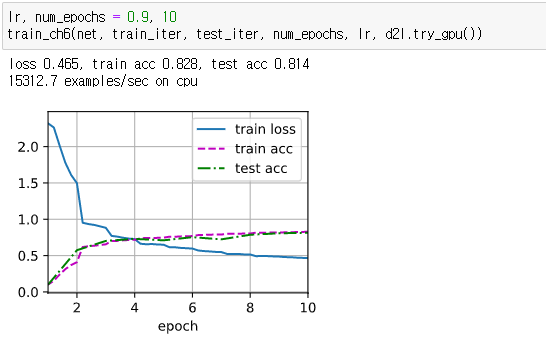 lr, num_epochs = 0.9, 10
train_ch6(net, train_iter, test_iter, num_epochs, lr, d2l.try_gpu())
loss 0.465, train acc 0.828, test acc 0.814
15312.7 examples/sec on cpu
train loss
train acc
test acc
2.0
1.5
1.0
0.5
0.0
2 4 6 8 10
epoch